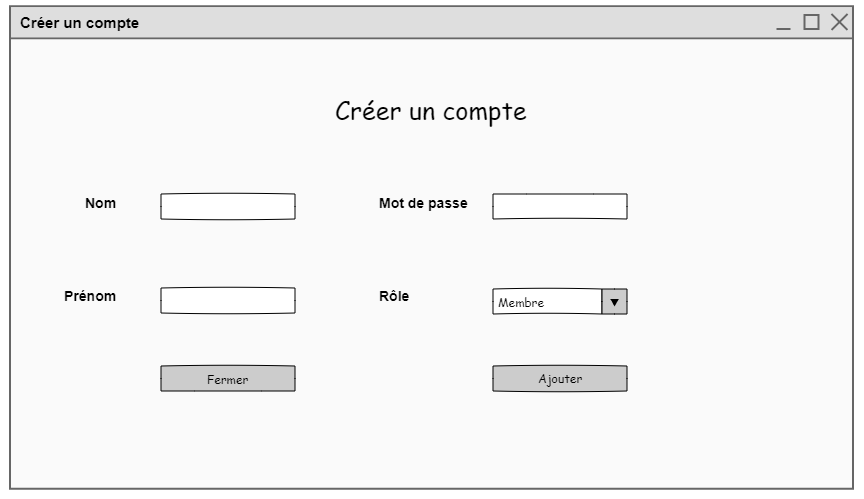 Créer un compte
Créer un compte
Nom
Mot de passe
Prénom
Rôle
Membre
Fermer
Ajouter